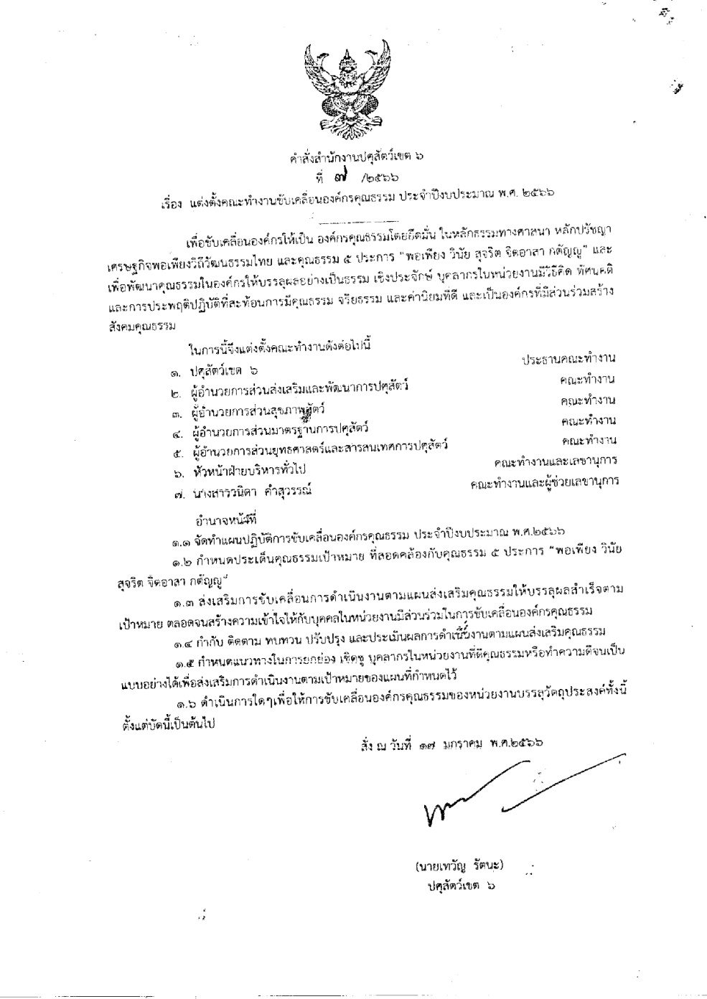 คำสั่งสำนักงานปศุสัตว์เขต ๖
ที่ ๗ /๒๕๖๖
เรื่อง แต่งตั้งคณะทำงานขับเคลื่อนองค์กรคุณธรรม ประจำปีงบประมาณ พ.ศ. ๒๕๖๖
เพื่อขับเคลื่อนองค์กรให้เป็น องค์กรคุณธรรมโดยยึดมั่น ในหลักธรรมทางศาสนา หลักปรัชญา
เศรษฐกิจพอเพียงวิถีวัฒนธรรมไทย และคุณธรรม ๕ ประการ "พอเพียง วินัย สุจริต จิตอาสา กตัญญู" และ
เพื่อพัฒนาคุณธรรมในองค์กรให้บรรลุผลอย่างเป็นธรรม เชิงประจักษ์ บุคลากรในหน่วยงานมีวิธีคิด ทัศนคติ
และการประพฤติปฏิบัติที่สะท้อนการมีคุณธรรม จริยธรรม และค่านิยมที่ดี และเป็นองค์กรที่มีส่วนร่วมสร้าง
สังคมคุณธรรม
ในการนี้จึงแต่งตั้งคณะทำงานดังต่อไปนี้
๑. ปศุสัตว์เขต ๖ ประธานคณะทำงาน
๒. ผู้อำนวยการส่วนส่งเสริมและพัฒนาการปศุสัตว์ คณะทำงาน
๓. ผู้อำนวยการส่วนสุขภาพสัตว์ คณะทำงาน
๔. ผู้อำนวยการส่วนมาตรฐานการปศุสัตว์ คณะทำงาน
๕. ผู้อำนวยการส่วนยุทธศาสตร์และสารสนเทศการปศุสัตว์ คณะทำงาน
๖. หัวหน้าฝ่ายบริหารทั่วไป คณะทำงานและเลขานุการ
๗. นางสาววนิดา คำสุวรรณ์ คณะทำงานและผู้ช่วยเลขานุการ
อำนาจหน้าที่
๑.๑ จัดทำแผนปฏิบัติการขับเคลื่อนองค์กรคุณธรรม ประจำปีงบประมาณ พ.ศ.๒๕๖๖
๑.๒ กำหนดประเด็นคุณธรรมเป้าหมาย ที่สอดคล้องกับคุณธรรม ๕ ประการ "พอเพียง วินัย
สุจริต จิตอาสา กตัญญู"
๑.๓ ส่งเสริมการขับเคลื่อนการดำเนินงานตามแผนส่งเสริมคุณธรรมให้บรรลุผลสำเร็จตาม
เป้าหมาย ตลอดจนสร้างความเข้าใจให้กับบุคคลในหน่วยงานมีส่วนร่วมในการขับเคลื่อนองค์กรคุณธรรม
๑.๔ กำกับ ติดตาม ทบทวน ปรับปรุง และประเมินผลการดำเนินงานตามแผนส่งเสริมคุณธรรม
๑.๕ กำหนดแนวทางในการยกย่อง เชิดชู บุคลากรในหน่วยงานที่ดีคุณธรรมหรือทำความดีจนเป็น
แบบอย่างได้เพื่อส่งเสริมการดำเนินงานตามเป้าหมายของแผนที่กำหนดไว้
๑.๖ ดำเนินการใดๆเพื่อให้การขับเคลื่อนองค์กรคุณธรรมของหน่วยงานบรรลุวัตถุประสงค์ทั้งนี้
ตั้งแต่บัดนี้เป็นต้นไป
สั่ง ณ วันที่ ๑๗ มกราคม พ.ศ.๒๕๖๖
(นายเทวัญ รัตนะ)
ปศุสัตว์เขต ๖